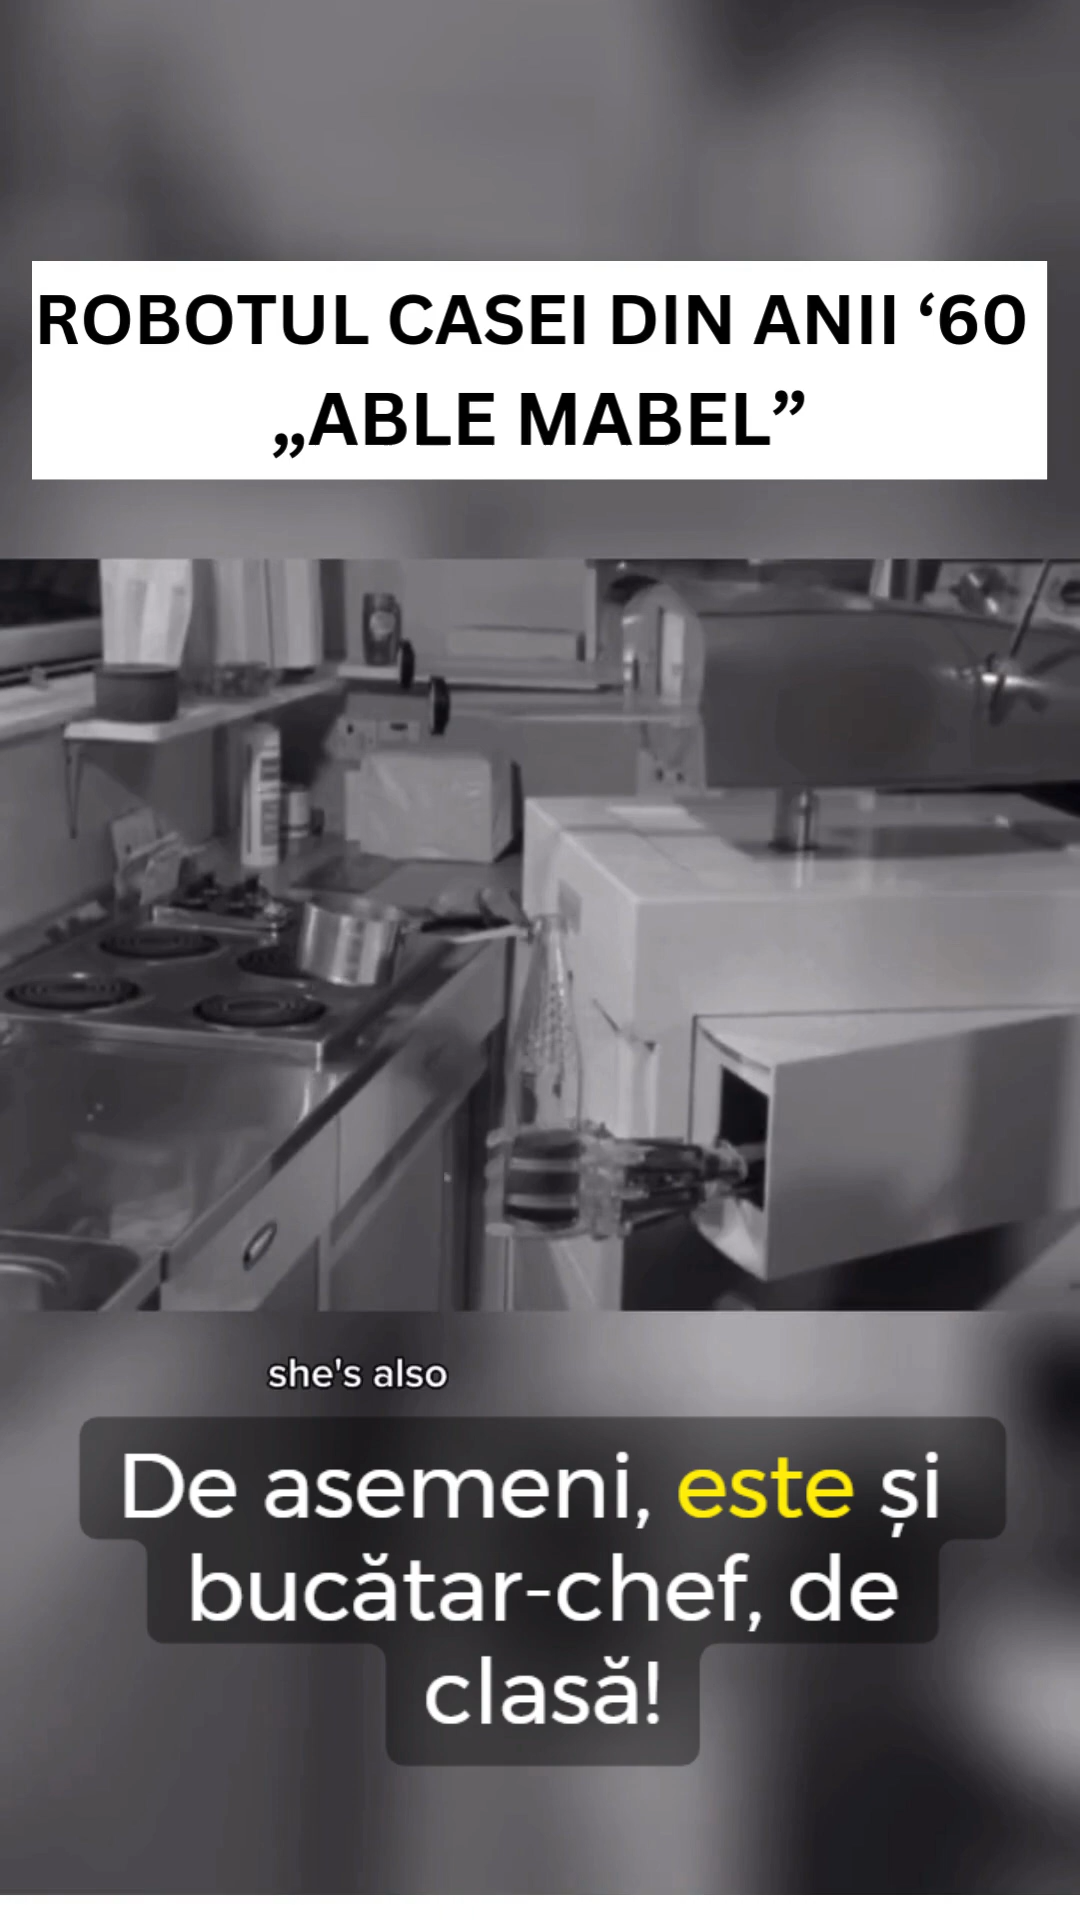 ROBOTUL CASEI DIN ANII ‘60
„ABLE MABEL”
she's also
De asemeni, este și
bucătar-chef, de
clasă!